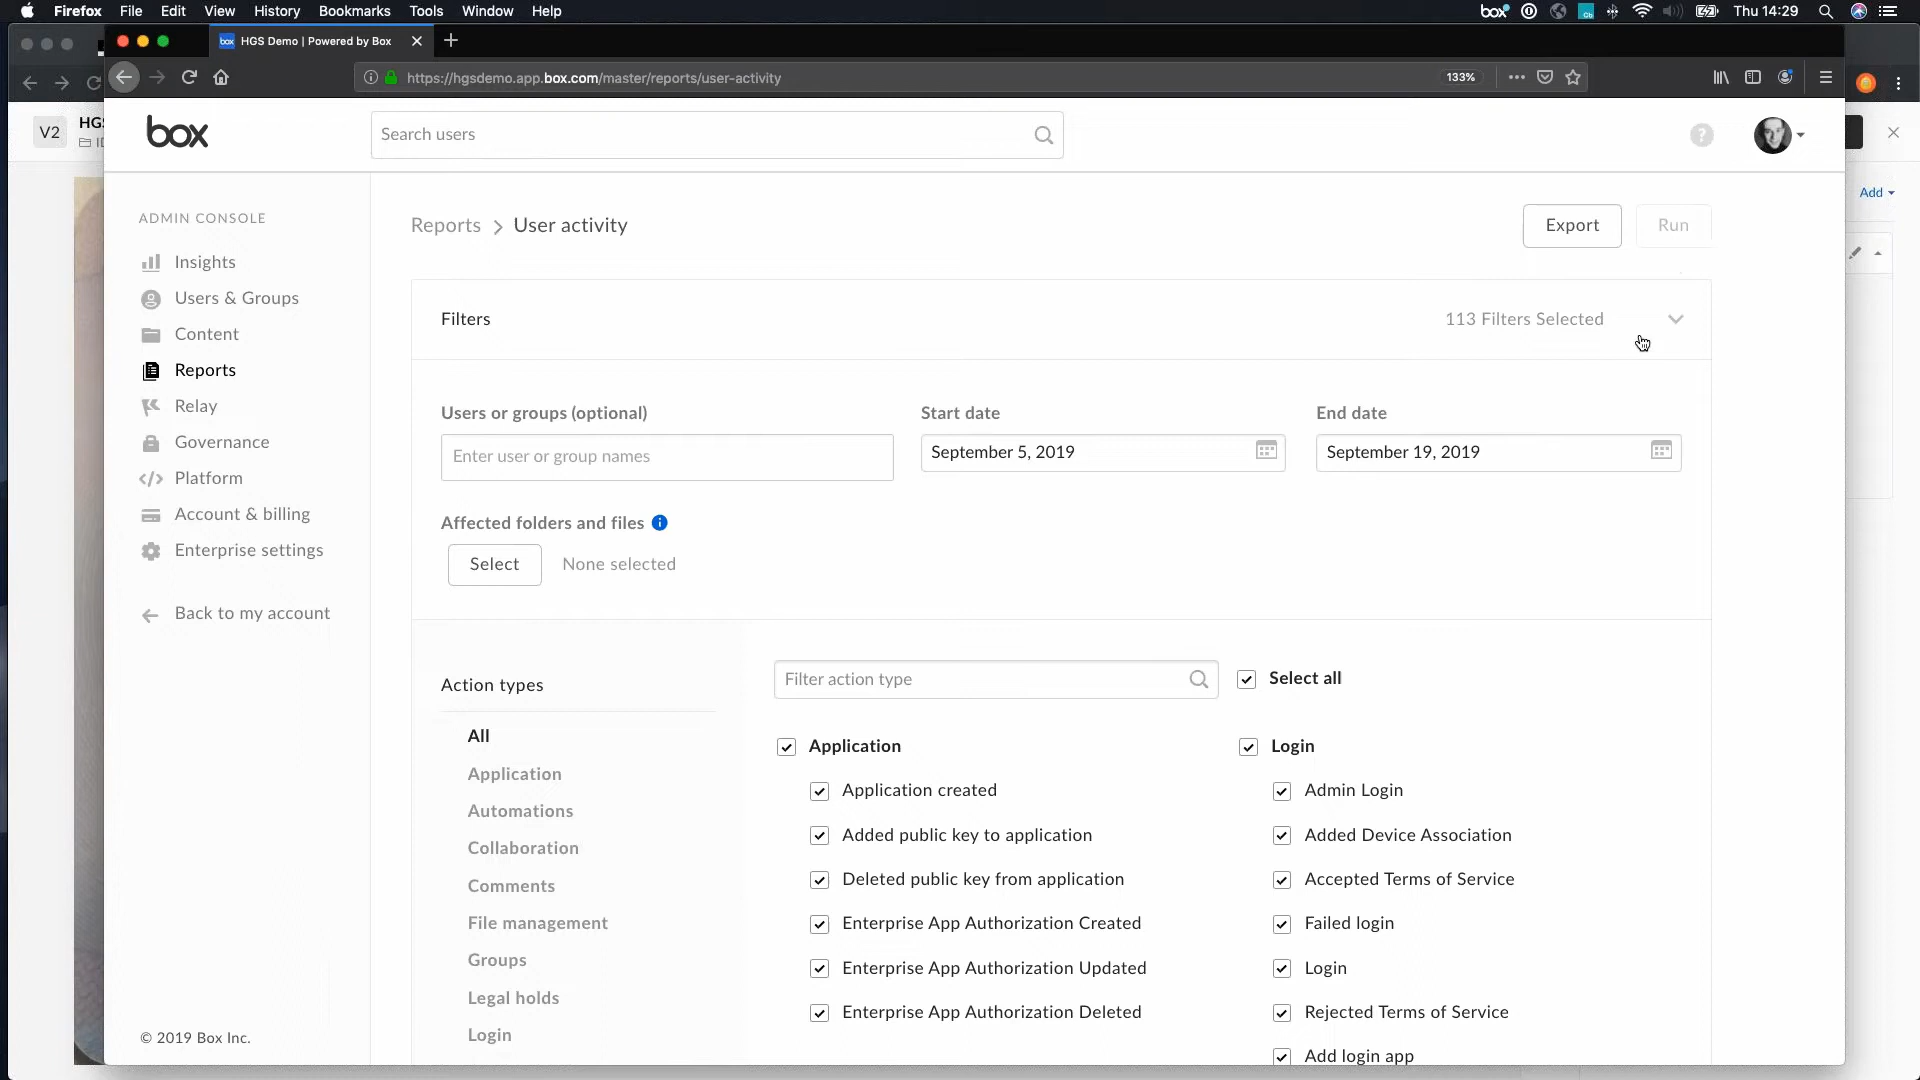 Firefox File Edit View History Bookmarks Tools Window Help
box Thu 14:29
box HGS Demo | Powered by Box
https://hgsdemo.app.box.com/master/reports/user-activity 133%
V2 HGS
box
Search users
Add
ADMIN CONSOLE
Insights
Users & Groups
Content
Reports
Relay
Governance
Platform
Account & billing
Enterprise settings
Back to my account
© 2019 Box Inc.
Reports > User activity
Export
Run
Filters
113 Filters Selected
Users or groups (optional)
Enter user or group names
Start date
September 5, 2019
End date
September 19, 2019
Affected folders and files
Select
None selected
Action types
All
Application
Automations
Collaboration
Comments
File management
Groups
Legal holds
Login
Filter action type
Select all
Application
Application created
Added public key to application
Deleted public key from application
Enterprise App Authorization Created
Enterprise App Authorization Updated
Enterprise App Authorization Deleted
Login
Admin Login
Added Device Association
Accepted Terms of Service
Failed login
Login
Rejected Terms of Service
Add login app